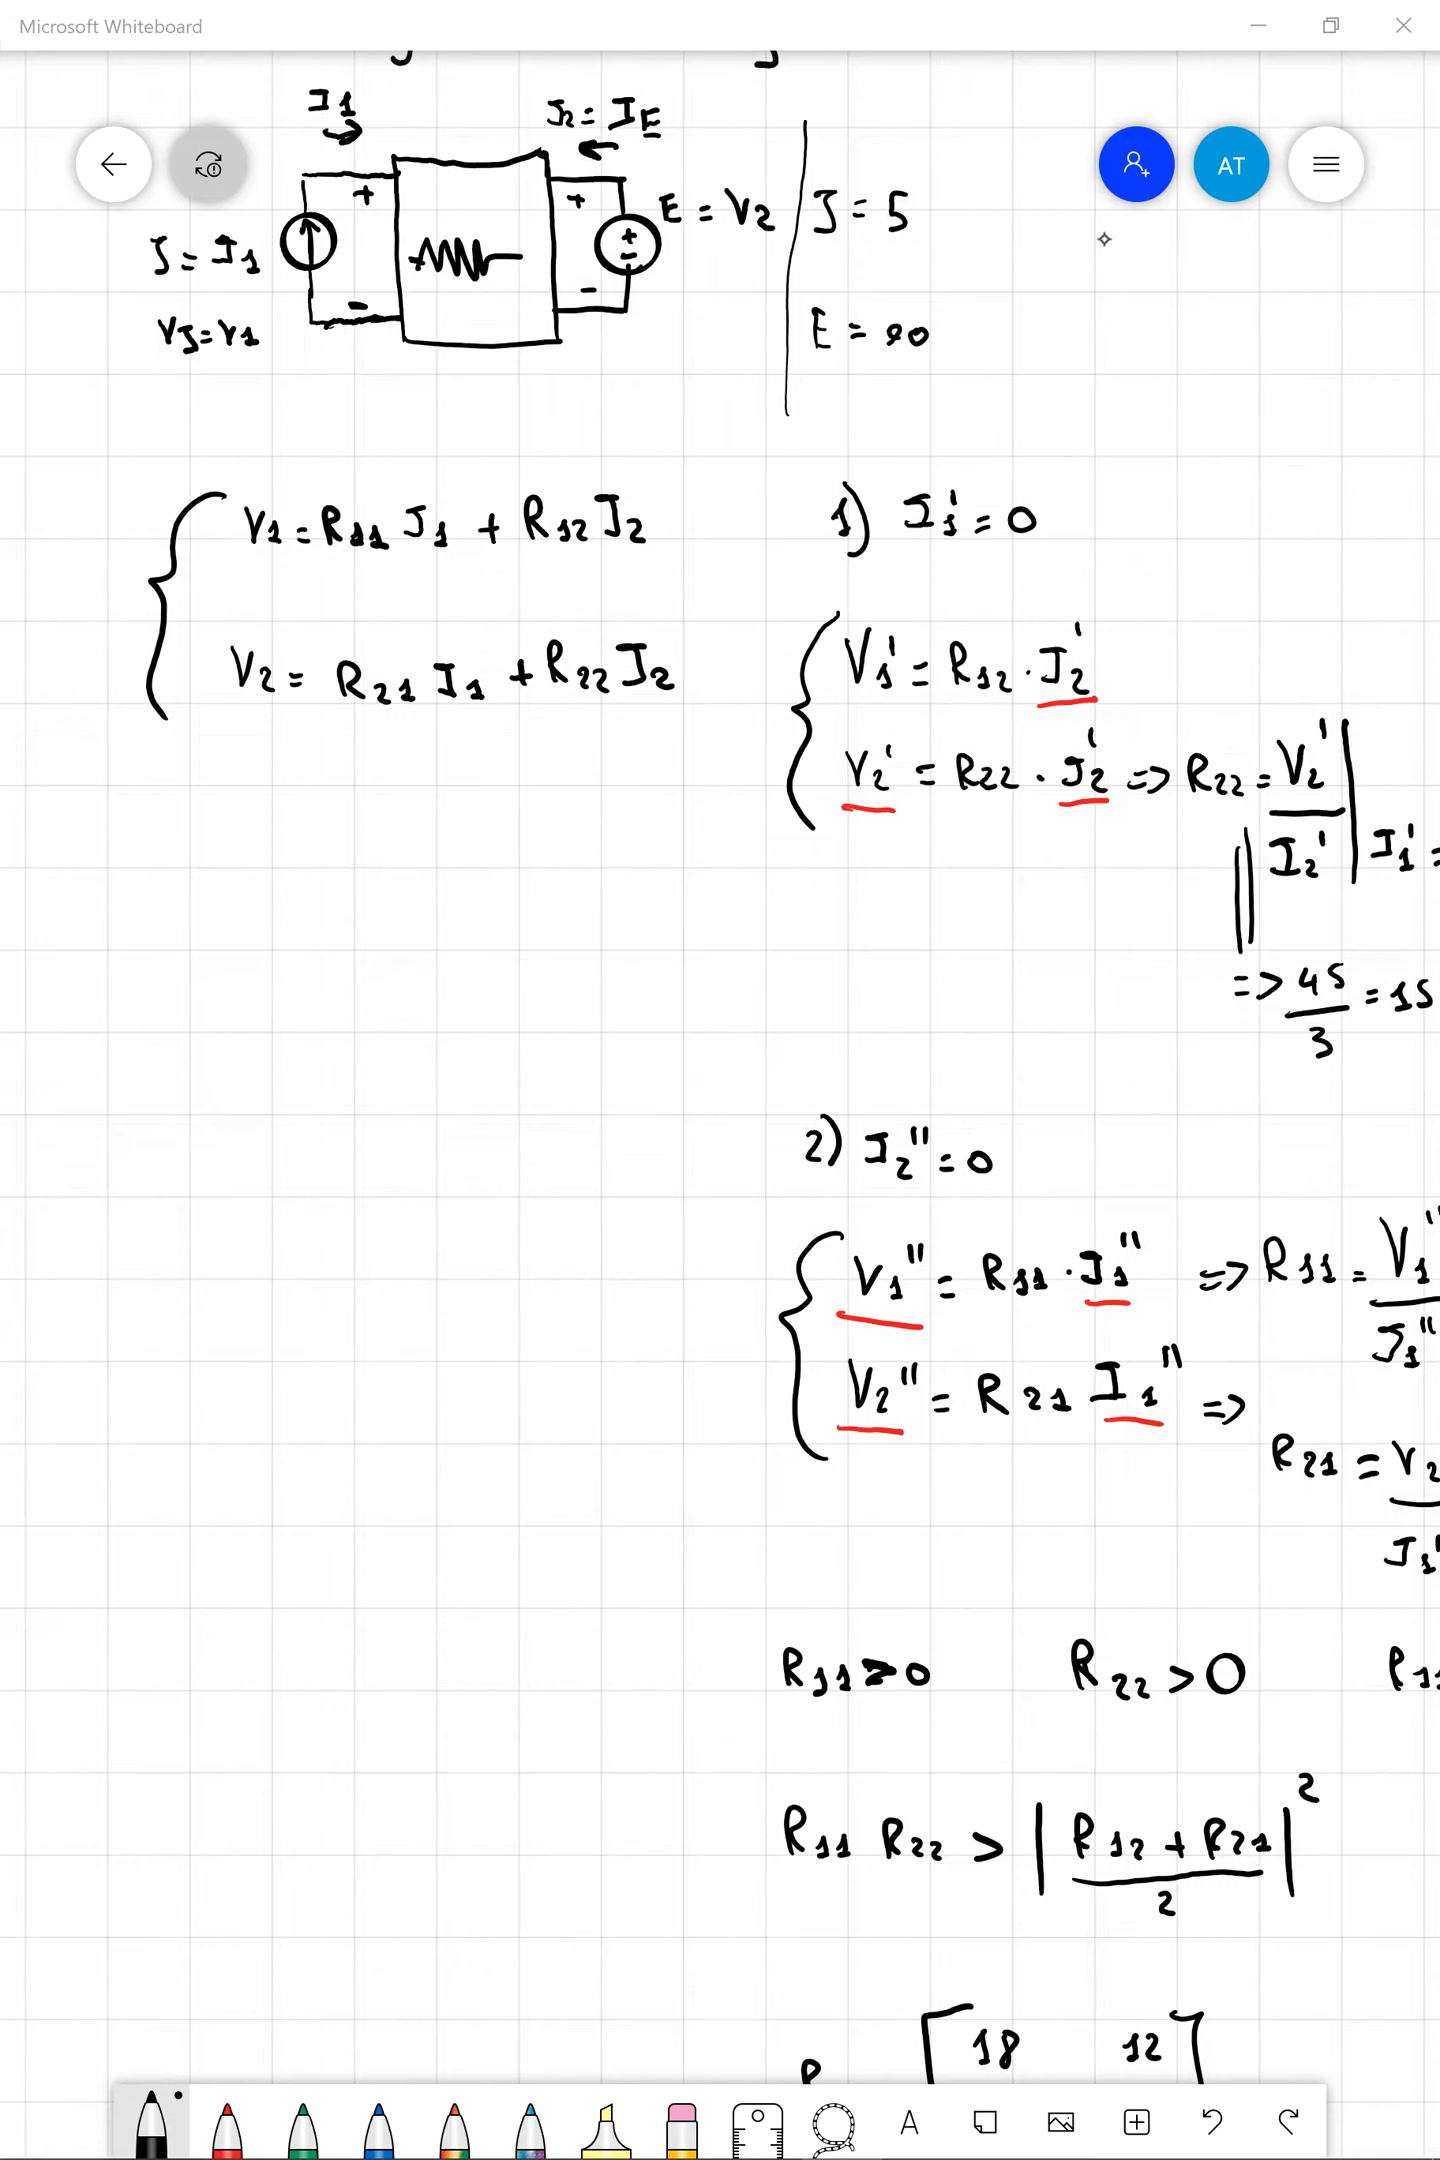 Microsoft Whiteboard
I1
I2 = IE
J = I1
VJ = V1
+
-
+
-
E = V2
J = 5
AT
V1 = R11 I1 + R12 I2
V2 = R21 I1 + R22 I2
1) I1' = 0
V1' = R12 · I2'
V2' = R22 · I2' => R22 = V2' / I2' | I1' =
=> 45 / 3 = 15
2) I2'' = 0
V1'' = R11 · I1'' => R11 = V1'' / I1''
V2'' = R21 I1'' =>
R21 = V2 / I1''
R11 > 0 R22 > 0 R11
R11 R22 > | R12 + R21 / 2 |²
R [ 18 12 ]
A